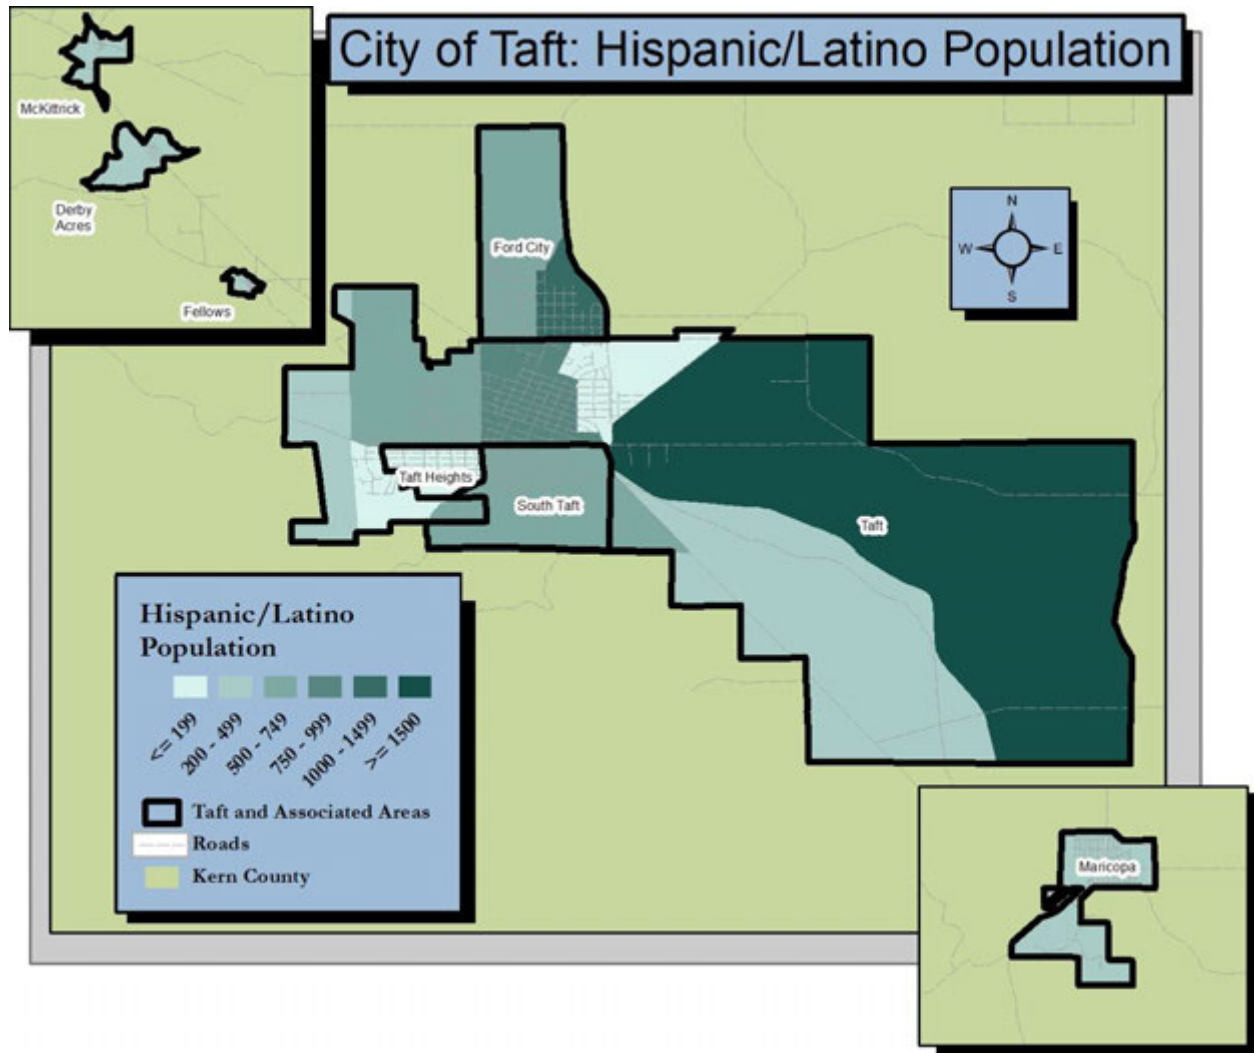 City of Taft: Hispanic/Latino Population
McKittrick
Derby
Acres
Fellows
N
W
E
S
Ford City
Taft Heights
South Taft
Taft
Hispanic/Latino
Population
<= 199
200 - 499
500 - 749
750 - 999
1000 - 1499
>= 1500
Taft and Associated Areas
Roads
Kern County
Maricopa